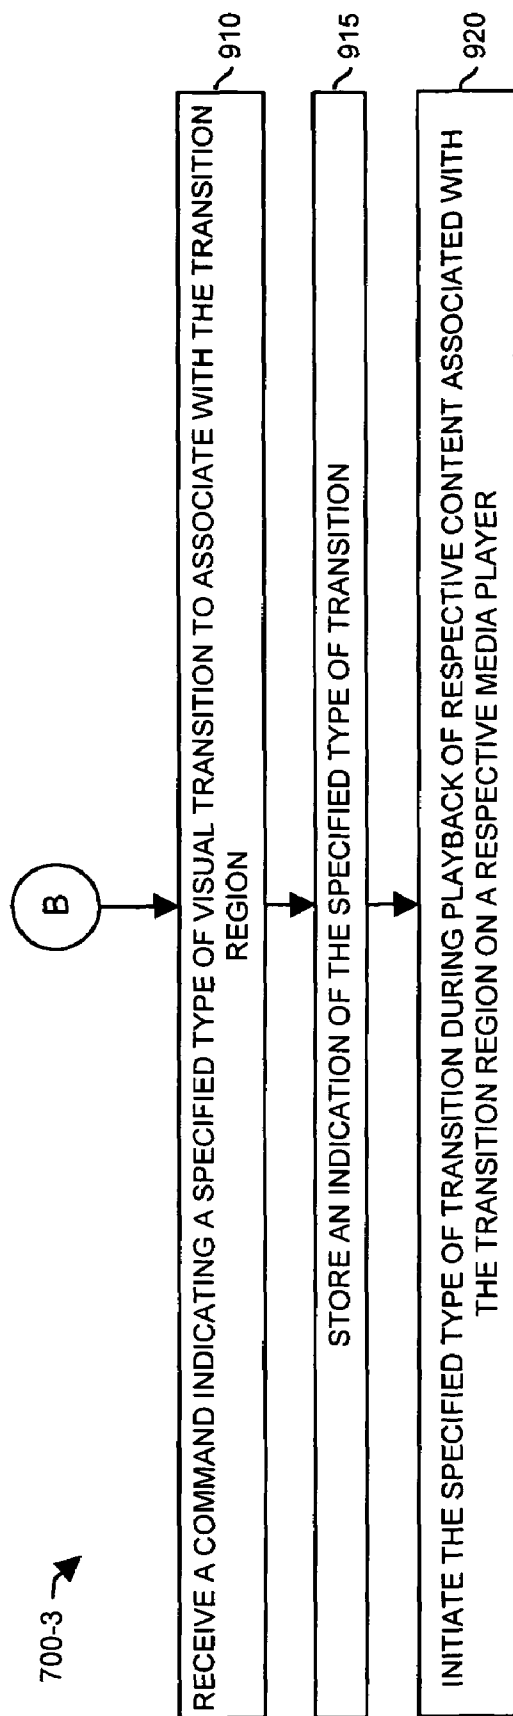 700-3
B
RECEIVE A COMMAND INDICATING A SPECIFIED TYPE OF VISUAL TRANSITION TO ASSOCIATE WITH THE TRANSITION
REGION
910
STORE AN INDICATION OF THE SPECIFIED TYPE OF TRANSITION
915
INITIATE THE SPECIFIED TYPE OF TRANSITION DURING PLAYBACK OF RESPECTIVE CONTENT ASSOCIATED WITH
THE TRANSITION REGION ON A RESPECTIVE MEDIA PLAYER
920